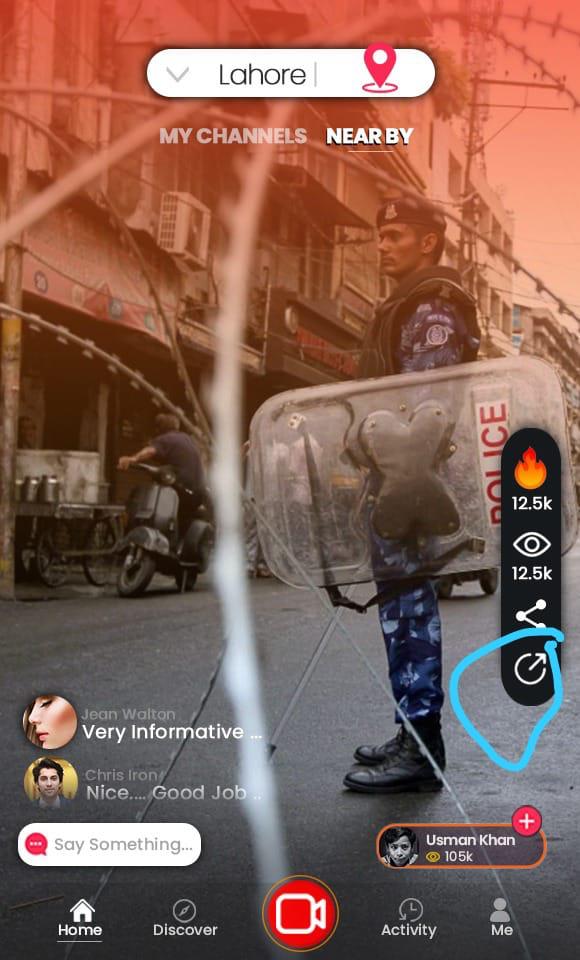 Lahore
MY CHANNELS NEAR BY
POLICE
12.5k
12.5k
Jean Walton
Very Informative ...
Chris Iron
Nice.... Good Job ..
Say Something...
Usman Khan
105k
Home Discover Activity Me